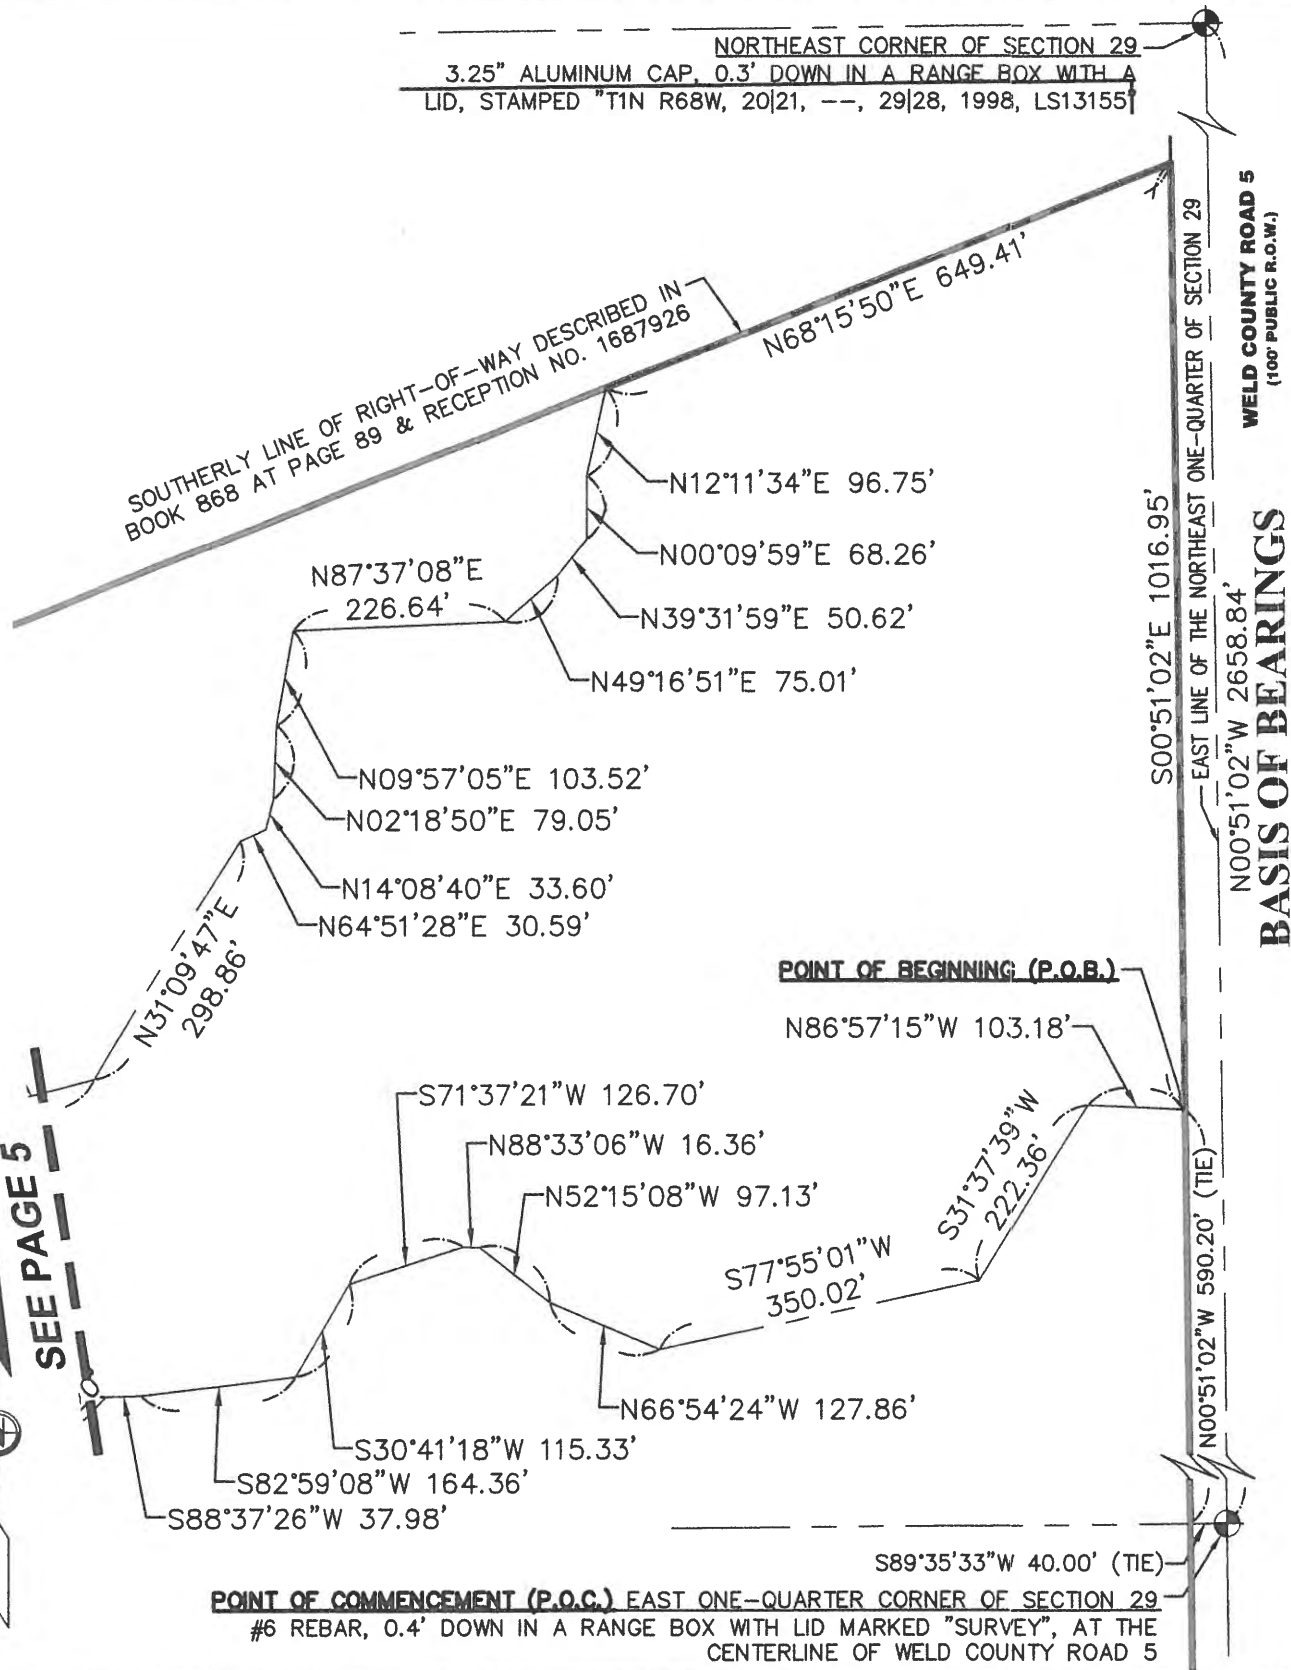 NORTHEAST CORNER OF SECTION 29
3.25" ALUMINUM CAP, 0.3' DOWN IN A RANGE BOX WITH A
LID, STAMPED "T1N R68W, 20|21, --, 29|28, 1998, LS13155"
WELD COUNTY ROAD 5
(100' PUBLIC R.O.W.)
N68°15'50"E 649.41'
SOUTHERLY LINE OF RIGHT-OF-WAY DESCRIBED IN
BOOK 868 AT PAGE 89 & RECEPTION NO. 1687926
N12°11'34"E 96.75'
N00°09'59"E 68.26'
N39°31'59"E 50.62'
N49°16'51"E 75.01'
N87°37'08"E
226.64'
N09°57'05"E 103.52'
N02°18'50"E 79.05'
N14°08'40"E 33.60'
N64°51'28"E 30.59'
N31°09'47"E
298.86'
S00°51'02"E 1016.95'
EAST LINE OF THE NORTHEAST ONE-QUARTER OF SECTION 29
N00°51'02"W 2658.84'
BASIS OF BEARINGS
POINT OF BEGINNING (P.O.B.)
N86°57'15"W 103.18'
S31°37'39"W
222.36'
S77°55'01"W
350.02'
S71°37'21"W 126.70'
N88°33'06"W 16.36'
N52°15'08"W 97.13'
N66°54'24"W 127.86'
S30°41'18"W 115.33'
S82°59'08"W 164.36'
S88°37'26"W 37.98'
SEE PAGE 5
N00°51'02"W 590.20' (TIE)
S89°35'33"W 40.00' (TIE)
POINT OF COMMENCEMENT (P.O.C.) EAST ONE-QUARTER CORNER OF SECTION 29
#6 REBAR, 0.4' DOWN IN A RANGE BOX WITH LID MARKED "SURVEY", AT THE
CENTERLINE OF WELD COUNTY ROAD 5